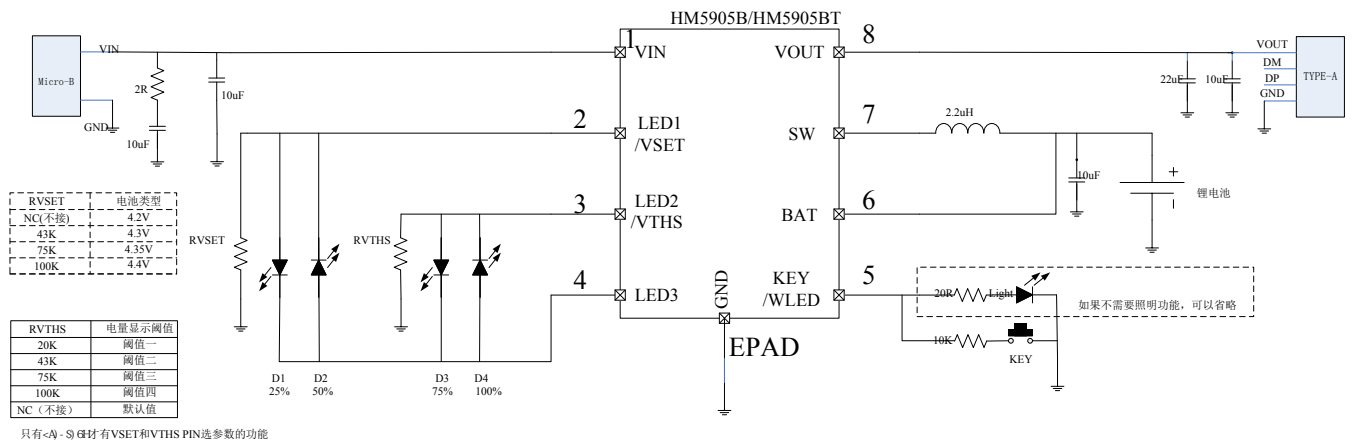 HM5905B/HM5905BT
Micro-B
VIN
GND
2R
10uF
10uF
1
VIN
2
LED1
/VSET
3
LED2
/VTHS
4
LED3
GND
EPAD
8
VOUT
7
SW
6
BAT
5
KEY
/WLED
22uF
10uF
VOUT
DM
DP
GND
TYPE-A
2.2uH
10uF
锂电池
20R
Light
如果不需要照明功能，可以省略
10K
KEY
RVSET 电池类型
NC(不接) 4.2V
43K 4.3V
75K 4.35V
100K 4.4V
RVSET
RVTHS
D1
25%
D2
50%
D3
75%
D4
100%
RVTHS 电量显示阈值
20K 阈值一
43K 阈值二
75K 阈值三
100K 阈值四
NC（不接） 默认值
只有 才有VSET和VTHS PIN选参数的功能